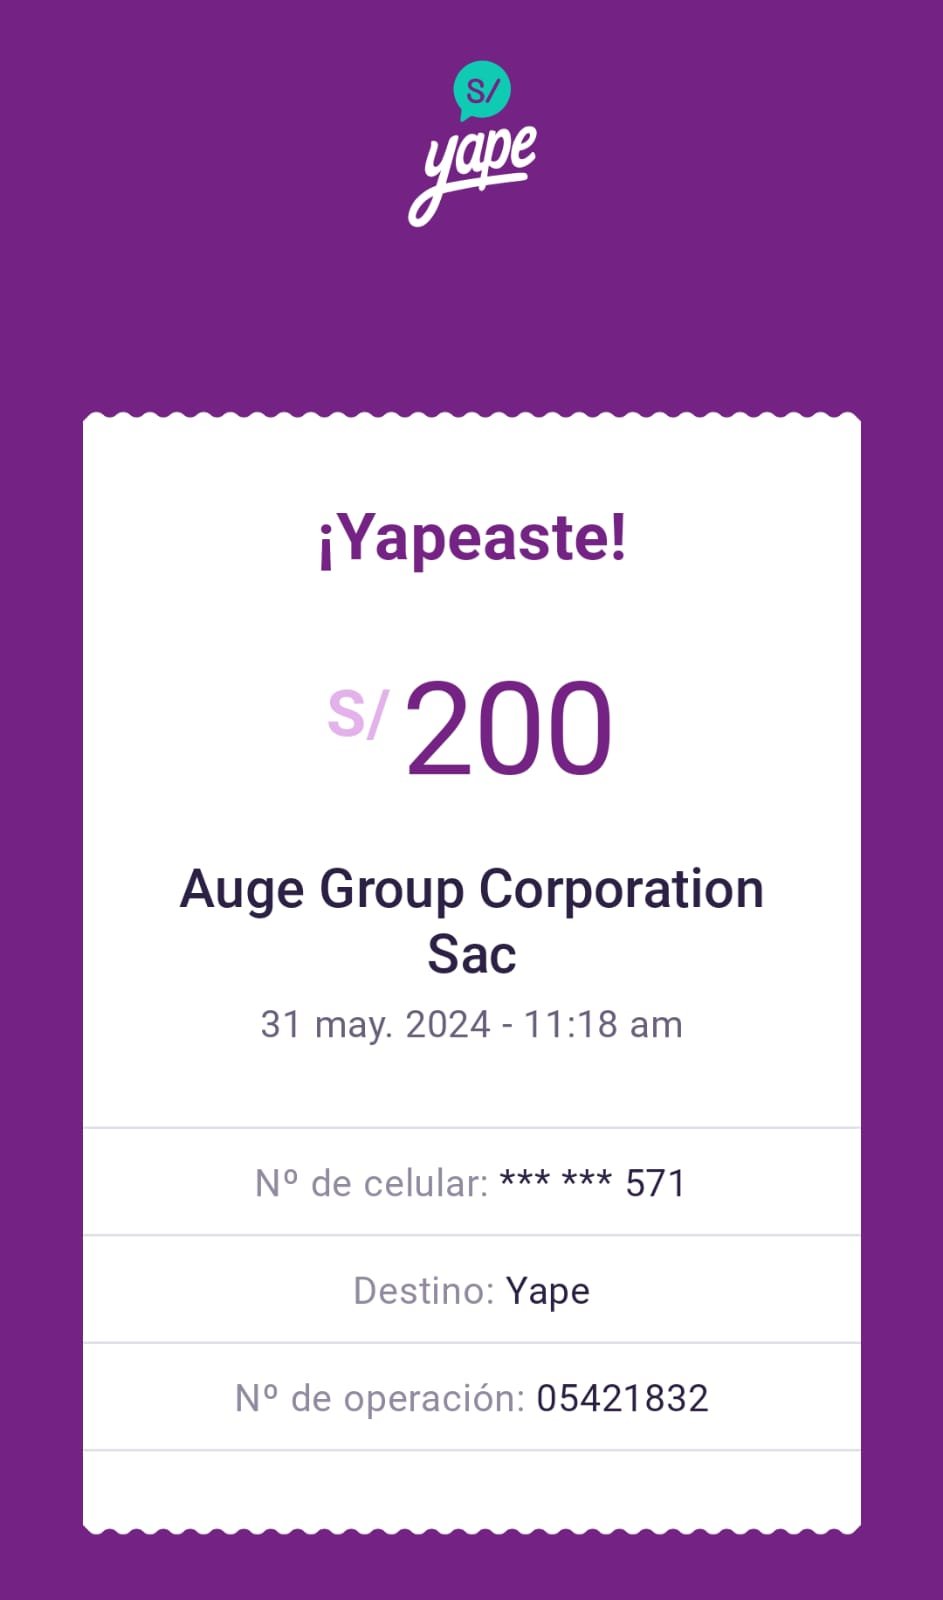 S/
yape
¡Yapeaste!
S/ 200
Auge Group Corporation
Sac
31 may. 2024 - 11:18 am
Nº de celular: *** *** 571
Destino: Yape
Nº de operación: 05421832